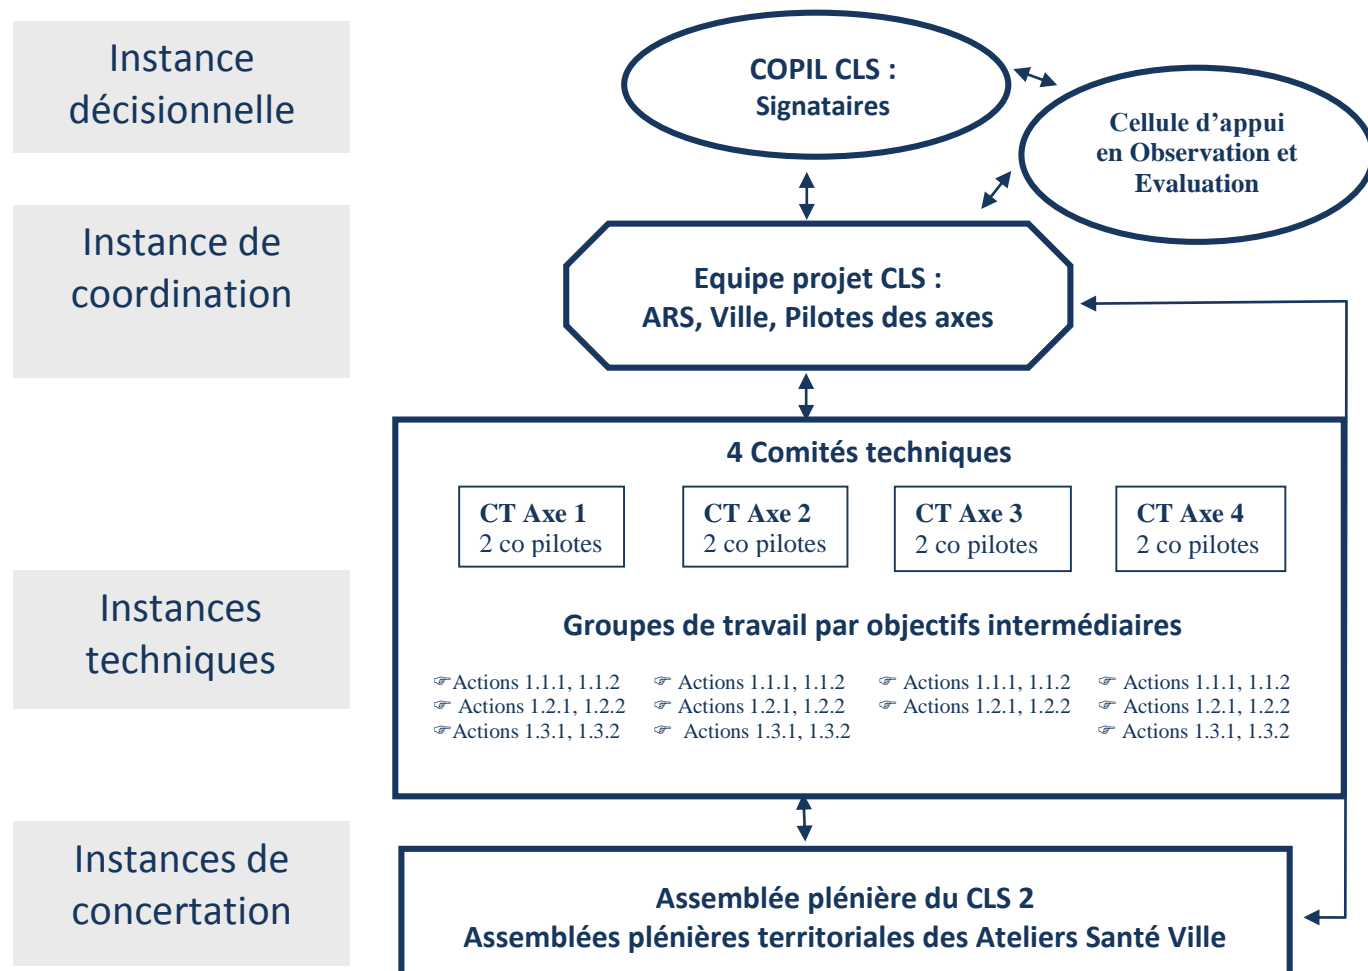 Instance
décisionnelle
COPIL CLS :
Signataires
Cellule d’appui
en Observation et
Evaluation
Instance de
coordination
Equipe projet CLS :
ARS, Ville, Pilotes des axes
Instances
techniques
4 Comités techniques
CT Axe 1
2 co pilotes
CT Axe 2
2 co pilotes
CT Axe 3
2 co pilotes
CT Axe 4
2 co pilotes
Groupes de travail par objectifs intermédiaires
☞Actions 1.1.1, 1.1.2
☞ Actions 1.2.1, 1.2.2
☞Actions 1.3.1, 1.3.2
☞ Actions 1.1.1, 1.1.2
☞ Actions 1.2.1, 1.2.2
☞ Actions 1.3.1, 1.3.2
☞ Actions 1.1.1, 1.1.2
☞ Actions 1.2.1, 1.2.2
☞ Actions 1.1.1, 1.1.2
☞ Actions 1.2.1, 1.2.2
☞ Actions 1.3.1, 1.3.2
Instances de
concertation
Assemblée plénière du CLS 2
Assemblées plénières territoriales des Ateliers Santé Ville